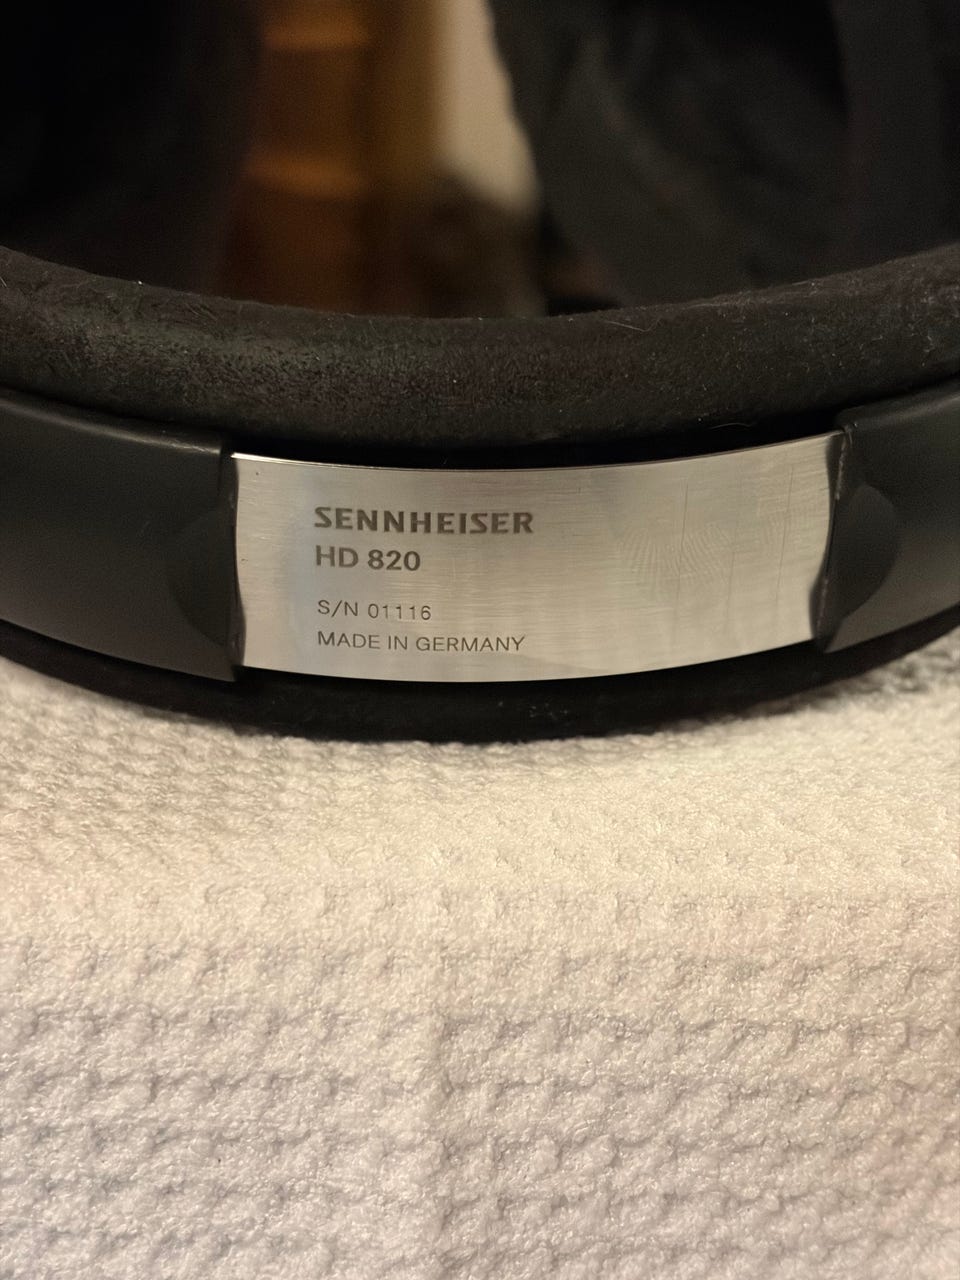 SENNHEISER
HD 820
S/N 01116
MADE IN GERMANY